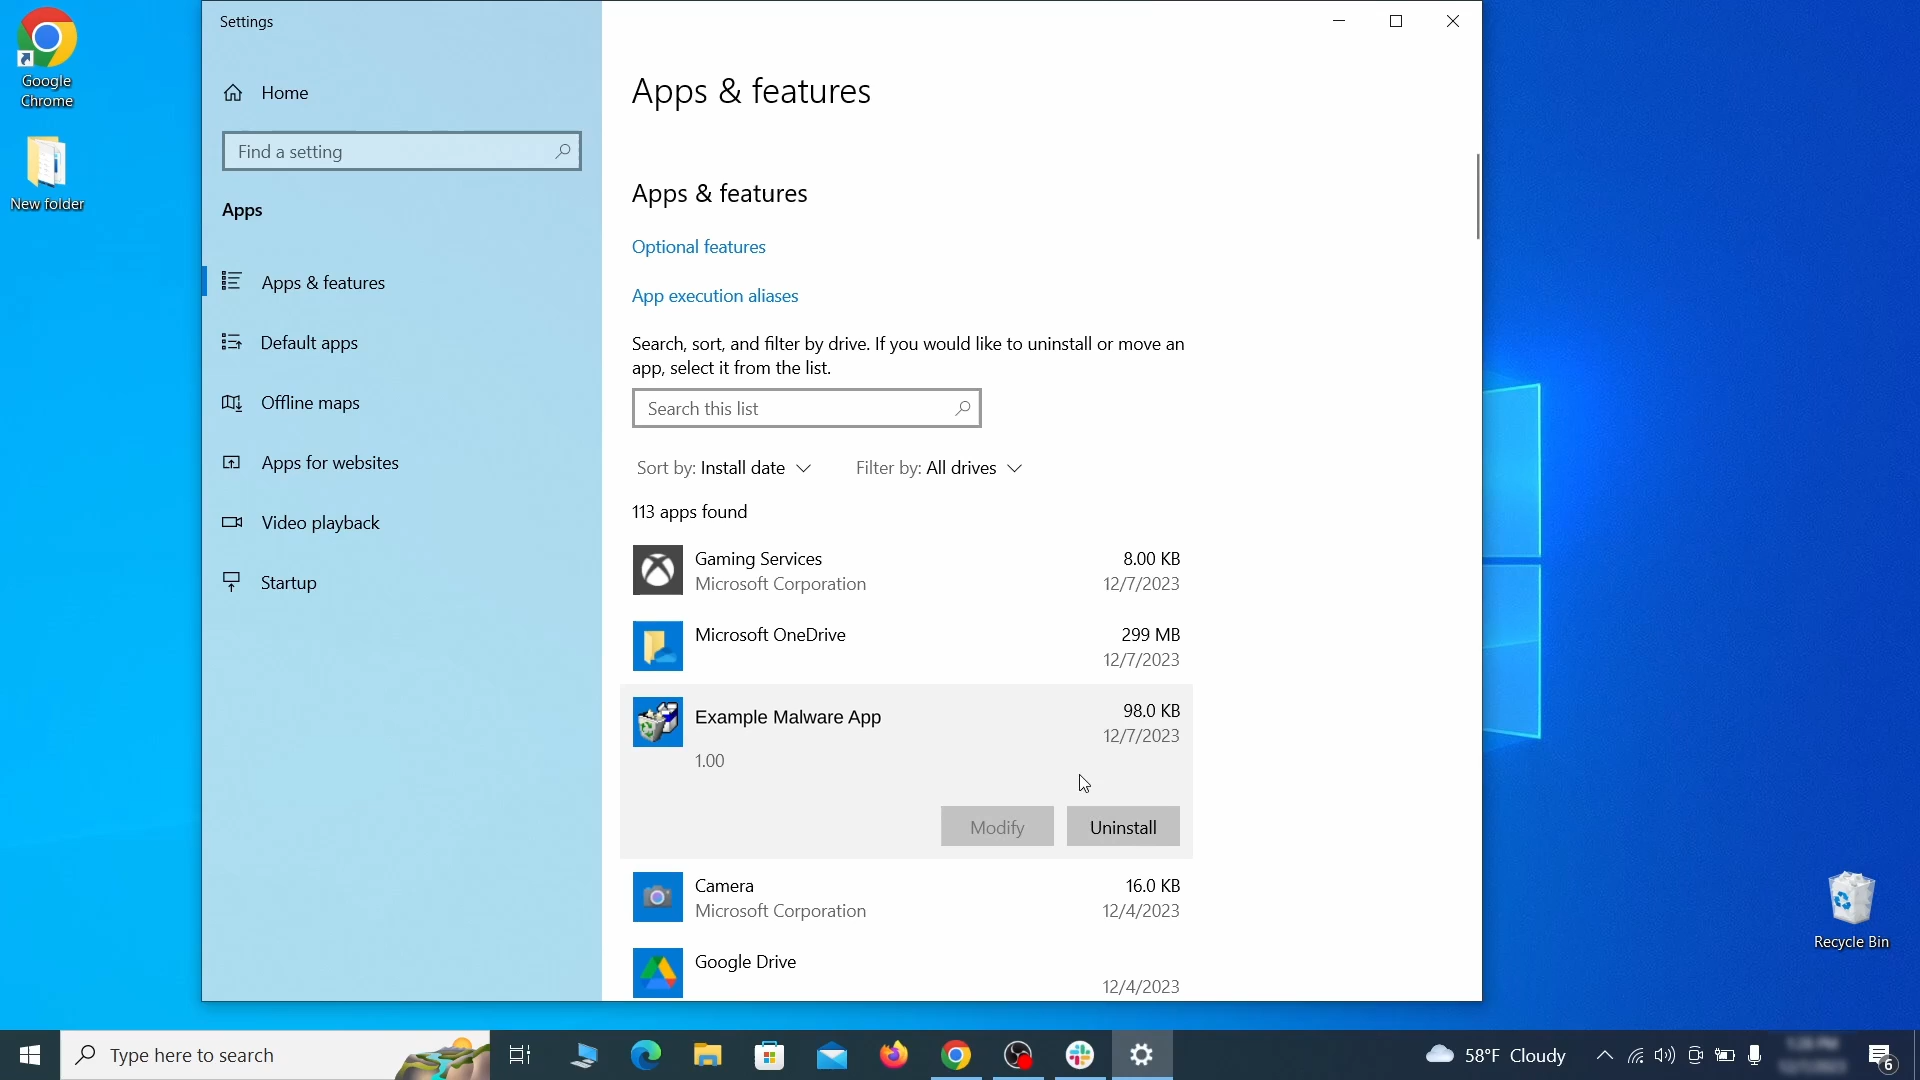 Google
Chrome
New folder
Settings
Home
Find a setting
Apps
Apps & features
Default apps
Offline maps
Apps for websites
Video playback
Startup
Apps & features
Apps & features
Optional features
App execution aliases
Search, sort, and filter by drive. If you would like to uninstall or move an
app, select it from the list.
Search this list
Sort by: Install date Filter by: All drives
113 apps found
Gaming Services 8.00 KB
Microsoft Corporation 12/7/2023
Microsoft OneDrive 299 MB
12/7/2023
Example Malware App 98.0 KB
12/7/2023
1.00
Modify Uninstall
Camera 16.0 KB
Microsoft Corporation 12/4/2023
Google Drive
12/4/2023
Recycle Bin
Type here to search
58°F Cloudy
6